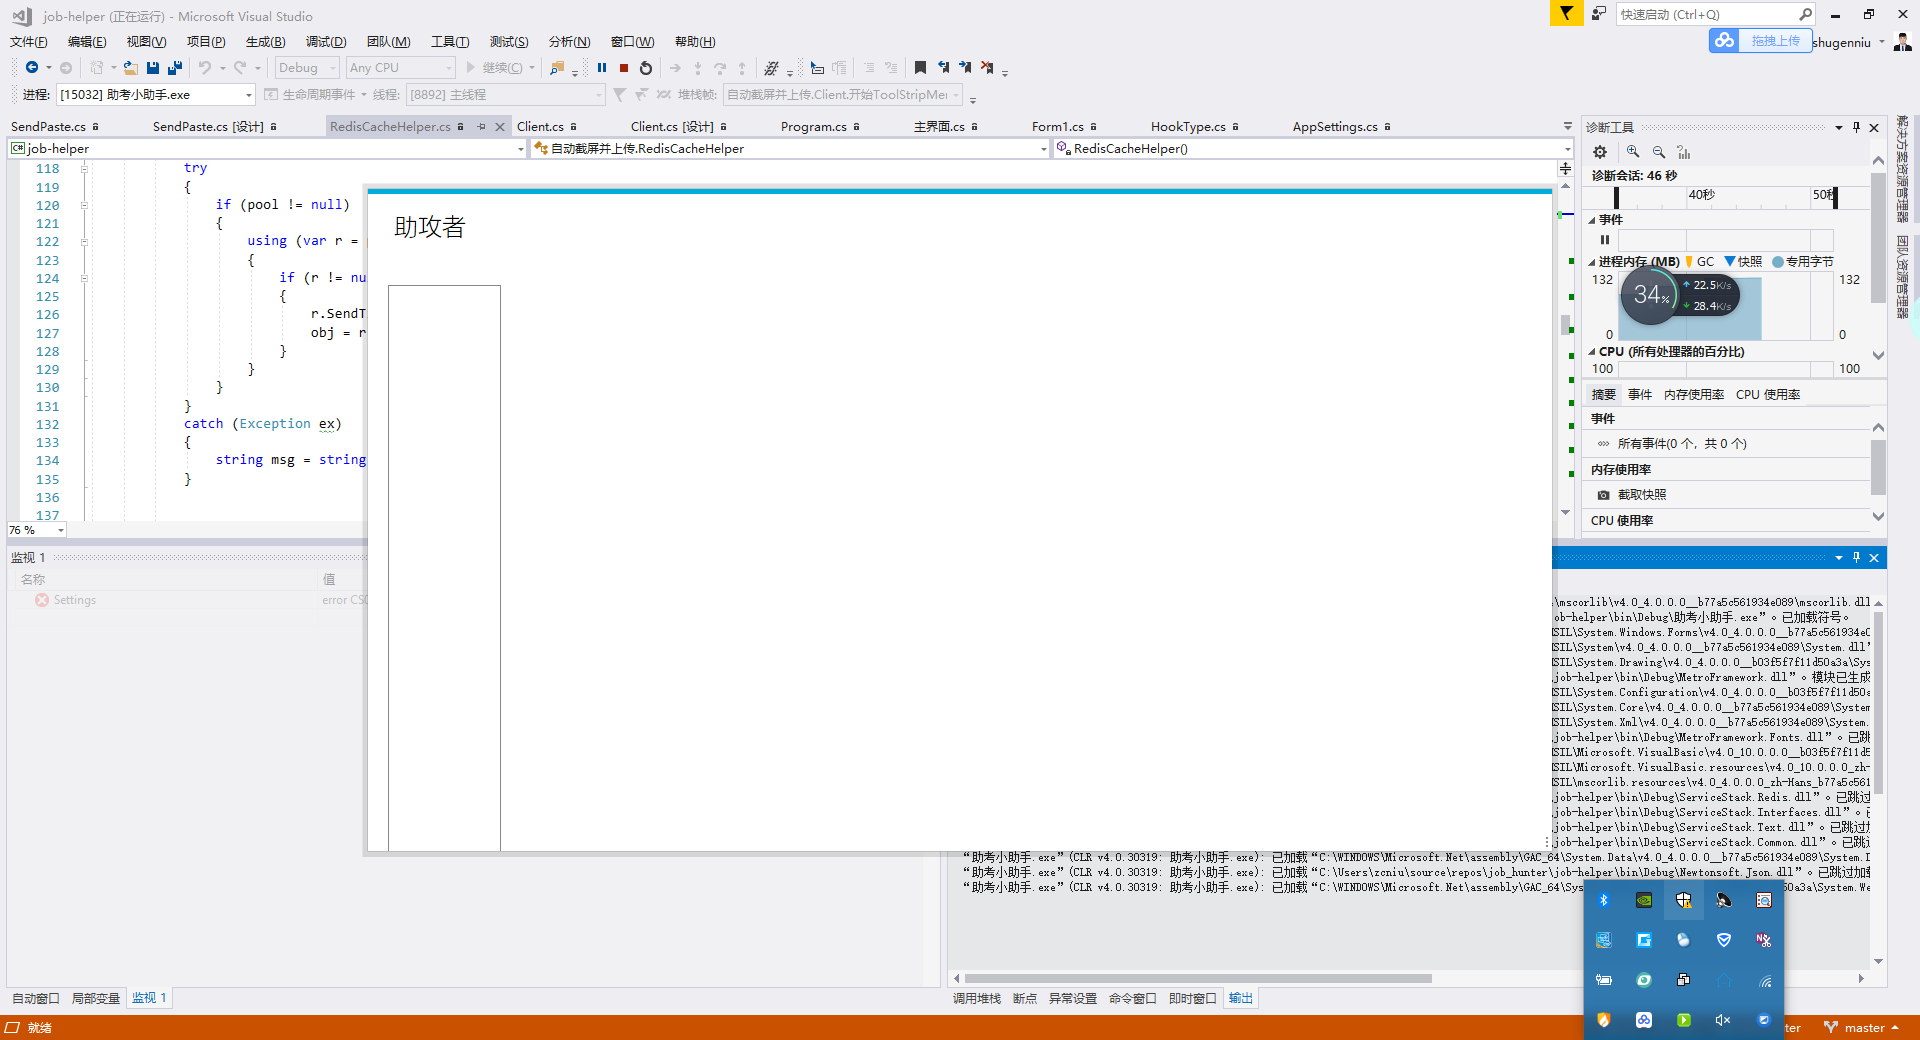 job-helper (正在运行) - Microsoft Visual Studio
快速启动 (Ctrl+Q)
文件(F) 编辑(E) 视图(V) 项目(P) 生成(B) 调试(D) 团队(M) 工具(T) 测试(S) 分析(N) 窗口(W) 帮助(H)
拖拽上传
shugenniu
Debug Any CPU 继续(C)
进程: [15032] 助考小助手.exe 生命周期事件 线程: [8892] 主线程 堆栈帧: 自动截屏并上传.Client.开始ToolStripMe
SendPaste.cs SendPaste.cs [设计] RedisCacheHelper.cs Client.cs Client.cs [设计] Program.cs 主界面.cs Form1.cs HookType.cs AppSettings.cs
C# job-helper 自动截屏并上传.RedisCacheHelper RedisCacheHelper()
118 try
119 {
120 if (pool != null)
121 {
122 using (var r =
123 {
124 if (r != nu
125 {
126 r.SendT
127 obj = r
128 }
129 }
130 }
131 }
132 catch (Exception ex)
133 {
134 string msg = string
135 }
136
137
76 %
助攻者
诊断工具
诊断会话: 46 秒
40秒 50秒
事件
进程内存 (MB) GC 快照 专用字节
132 132
34% 22.5K/s
28.4K/s
0 0
CPU (所有处理器的百分比)
100 100
摘要 事件 内存使用率 CPU 使用率
事件
所有事件(0 个，共 0 个)
内存使用率
截取快照
CPU 使用率
解决方案资源管理器
团队资源管理器
监视 1
名称 值
Settings error CS0
\mscorlib\v4.0_4.0.0.0__b77a5c561934e089\mscorlib.dll
job-helper\bin\Debug\助考小助手.exe”。已加载符号。
SIL\System.Windows.Forms\v4.0_4.0.0.0__b77a5c561934e0
SIL\System\v4.0_4.0.0.0__b77a5c561934e089\System.dll”
SIL\System.Drawing\v4.0_4.0.0.0__b03f5f7f11d50a3a\Sys
job-helper\bin\Debug\MetroFramework.dll”。模块已生成
SIL\System.Configuration\v4.0_4.0.0.0__b03f5f7f11d50a
SIL\System.Core\v4.0_4.0.0.0__b77a5c561934e089\System
SIL\System.Xml\v4.0_4.0.0.0__b77a5c561934e089\System.
job-helper\bin\Debug\MetroFramework.Fonts.dll”。已跳
SIL\Microsoft.VisualBasic\v4.0_10.0.0.0__b03f5f7f11d5
SIL\Microsoft.VisualBasic.resources\v4.0_10.0.0.0_zh-
SIL\mscorlib.resources\v4.0_4.0.0.0_zh-Hans_b77a5c561
job-helper\bin\Debug\ServiceStack.Redis.dll”。已跳过
job-helper\bin\Debug\ServiceStack.Interfaces.dll”。已
job-helper\bin\Debug\ServiceStack.Text.dll”。已跳过加
job-helper\bin\Debug\ServiceStack.Common.dll”。已跳
“助考小助手.exe”(CLR v4.0.30319: 助考小助手.exe): 已加载“C:\WINDOWS\Microsoft.Net\assembly\GAC_64\System.Data\v4.0_4.0.0.0__b77a5c561934e089\System.D
“助考小助手.exe”(CLR v4.0.30319: 助考小助手.exe): 已加载“C:\Users\zcniu\source\repos\job_hunter\job-helper\bin\Debug\Newtonsoft.Json.dll”。已跳过加
“助考小助手.exe”(CLR v4.0.30319: 助考小助手.exe): 已加载“C:\WINDOWS\Microsoft.Net\assembly\GAC_64\Sys 50a3a\System.We
自动窗口 局部变量 监视 1
调用堆栈 断点 异常设置 命令窗口 即时窗口 输出
就绪
ter master